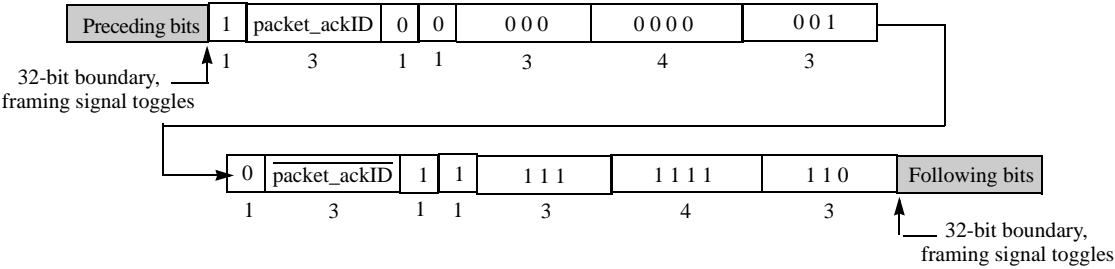 Preceding bits 1 packet_ackID 0 0 0 0 0 0 0 0 0 0 0 1
1 3 1 1 3 4 3
32-bit boundary,
framing signal toggles
0 packet_ackID 1 1 1 1 1 1 1 1 1 1 1 0 Following bits
1 3 1 1 3 4 3
32-bit boundary,
framing signal toggles